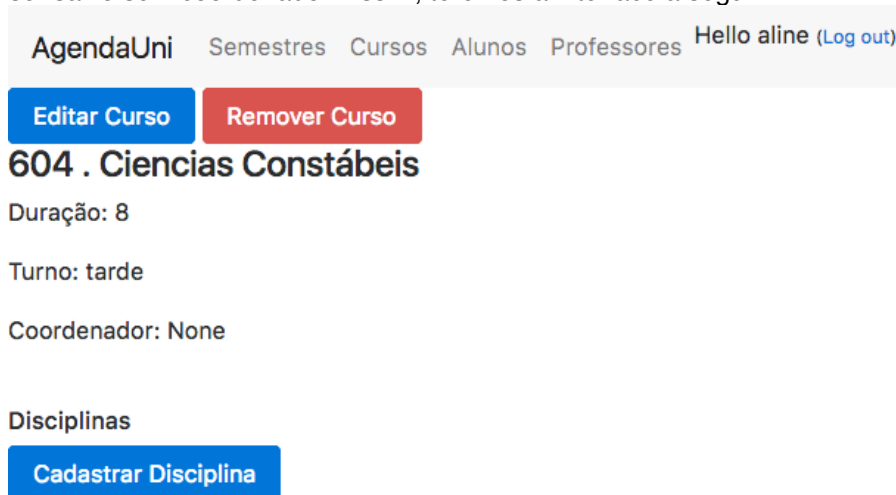 AgendaUni Semestres Cursos Alunos Professores Hello aline (Log out)
Editar Curso Remover Curso
604 . Ciencias Constábeis
Duração: 8
Turno: tarde
Coordenador: None
Disciplinas
Cadastrar Disciplina